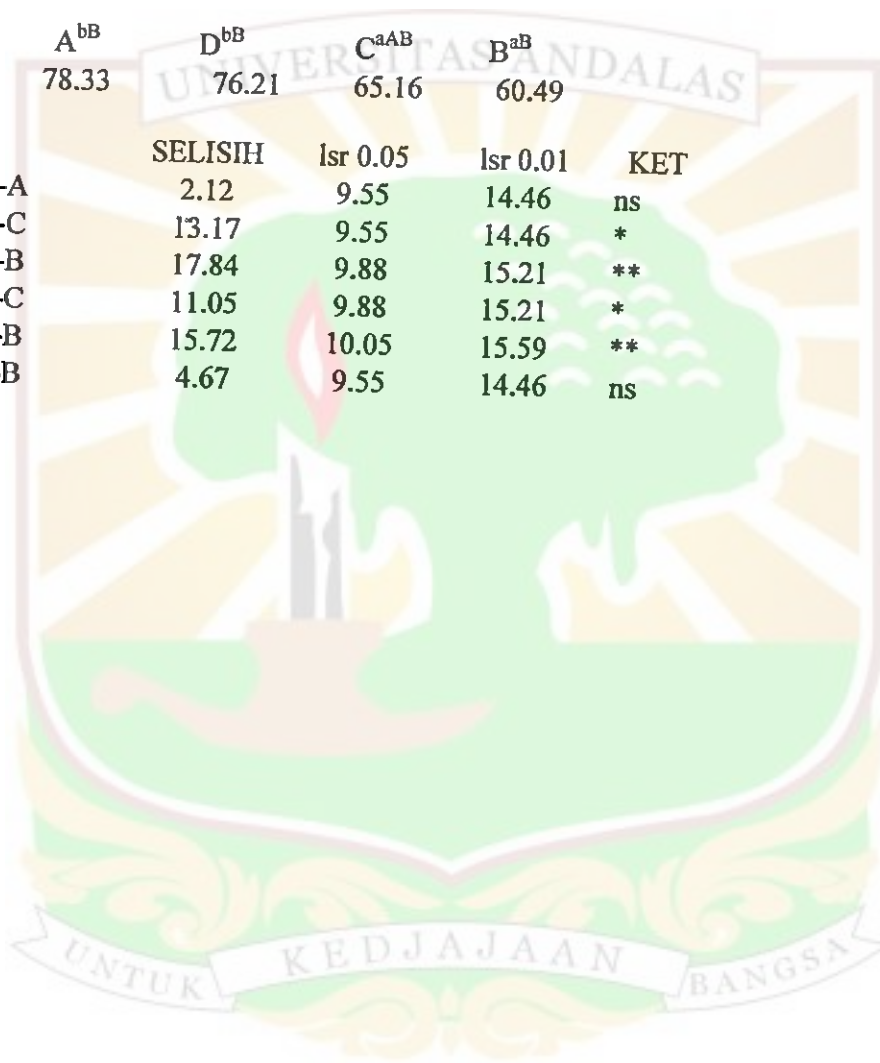 A^bB D^bB C^aAB B^aB
78.33 76.21 65.16 60.49
UNIVERSITAS ANDALAS
SELISIH lsr 0.05 lsr 0.01 KET
-A 2.12 9.55 14.46 ns
-C 13.17 9.55 14.46 *
-B 17.84 9.88 15.21 **
-C 11.05 9.88 15.21 *
-B 15.72 10.05 15.59 **
B 4.67 9.55 14.46 ns
UNTUK KEDJAJAAN BANGSA